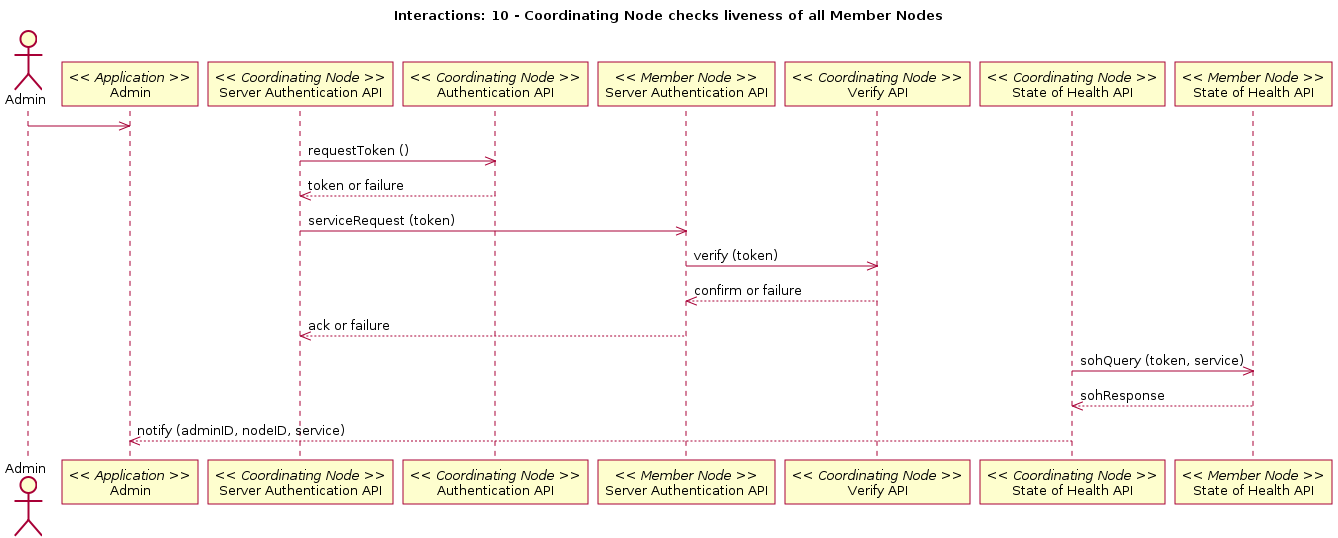 Interactions: 10 - Coordinating Node checks liveness of all Member Nodes
Admin
<< Application >>
Admin
<< Coordinating Node >>
Server Authentication API
<< Coordinating Node >>
Authentication API
<< Member Node >>
Server Authentication API
<< Coordinating Node >>
Verify API
<< Coordinating Node >>
State of Health API
<< Member Node >>
State of Health API
requestToken ()
token or failure
serviceRequest (token)
verify (token)
confirm or failure
ack or failure
sohQuery (token, service)
sohResponse
notify (adminID, nodeID, service)
Admin
<< Application >>
Admin
<< Coordinating Node >>
Server Authentication API
<< Coordinating Node >>
Authentication API
<< Member Node >>
Server Authentication API
<< Coordinating Node >>
Verify API
<< Coordinating Node >>
State of Health API
<< Member Node >>
State of Health API